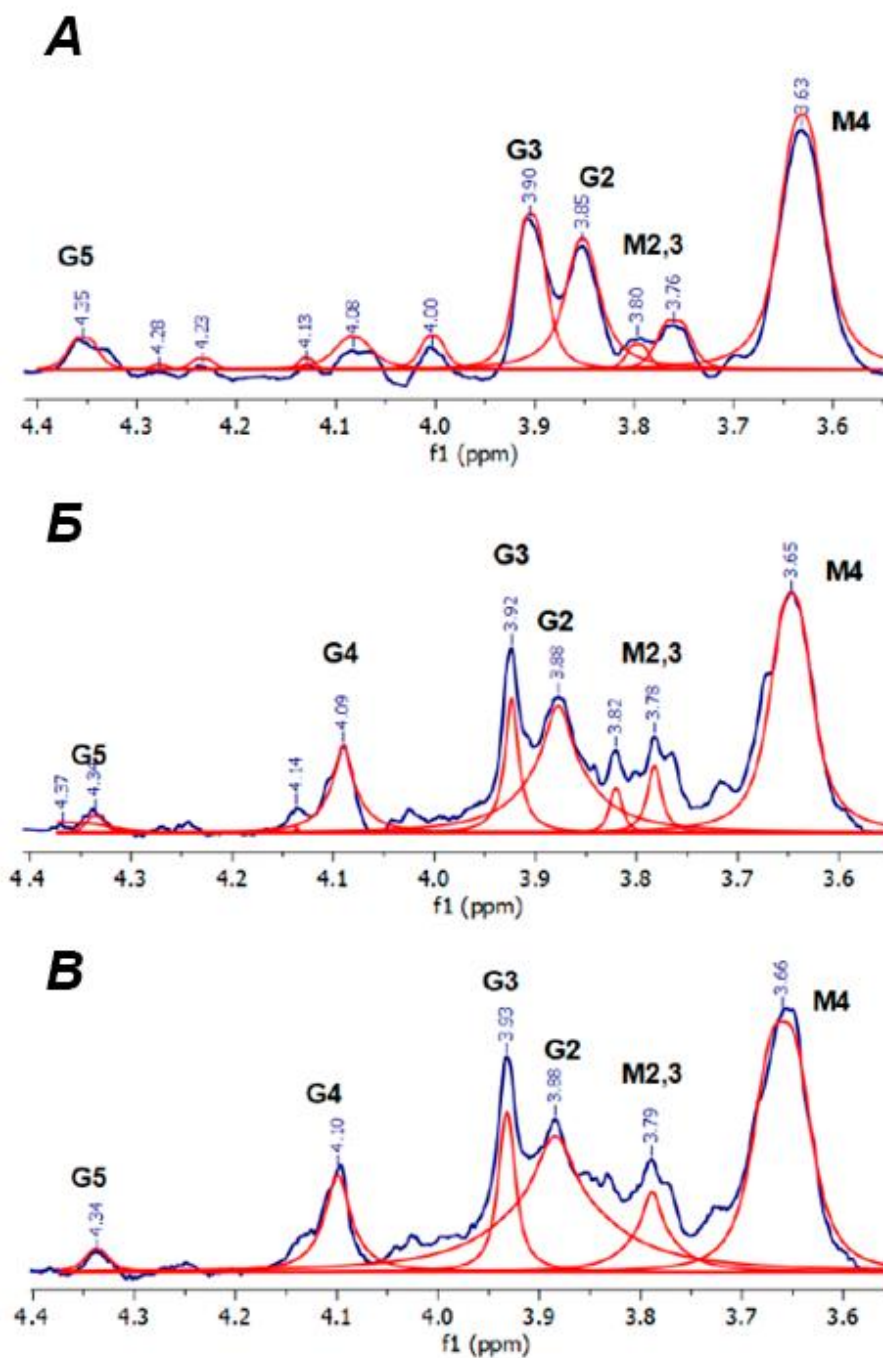 А
3.63
M4
G3
3.90
G2
3.85
M2,3
G5
4.35
4.28
4.23
4.13
4.08
4.00
3.80
3.76
4.4 4.3 4.2 4.1 4.0 3.9 3.8 3.7 3.6
f1 (ppm)
Б
G3
3.65
M4
3.92
G2
3.88
M2,3
G4
4.09
3.82
3.78
G5
4.37
4.34
4.14
4.4 4.3 4.2 4.1 4.0 3.9 3.8 3.7 3.6
f1 (ppm)
В
G3
3.66
M4
3.93
G2
3.88
M2,3
G4
4.10
3.79
G5
4.34
4.4 4.3 4.2 4.1 4.0 3.9 3.8 3.7 3.6
f1 (ppm)